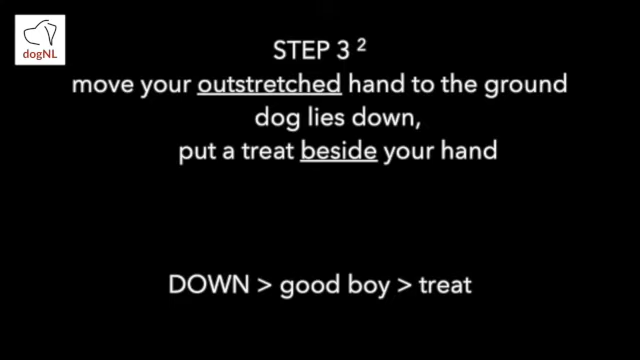 dogNL
STEP 3 ²
move your outstretched hand to the ground
dog lies down,
put a treat beside your hand
DOWN > good boy > treat